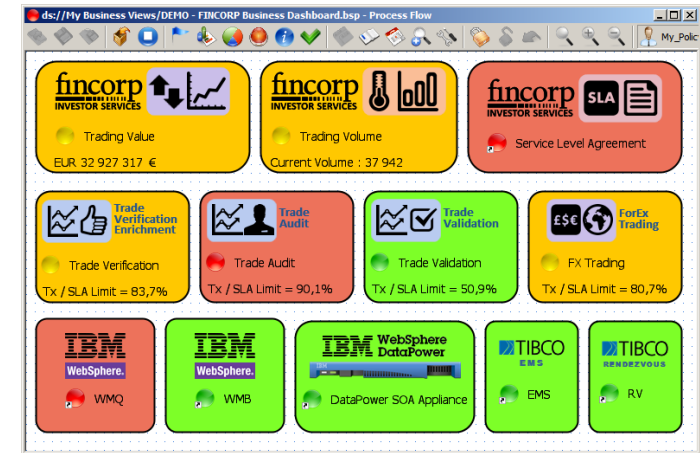 ds://My Business Views/DEMO - FINCORP Business Dashboard.bsp - Process Flow
My_Polic
fincorp
INVESTOR SERVICES
Trading Value
EUR 32 927 317 €
fincorp
INVESTOR SERVICES
Trading Volume
Current Volume : 37 942
fincorp
INVESTOR SERVICES
SLA
Service Level Agreement
Trade
Verification
Enrichment
Trade Verification
Tx / SLA Limit = 83,7%
Trade
Audit
Trade Audit
Tx / SLA Limit = 90,1%
Trade
Validation
Trade Validation
Tx / SLA Limit = 50,9%
£$€
ForEx
Trading
FX Trading
Tx / SLA Limit = 80,7%
IBM
WebSphere.
WMQ
IBM
WebSphere.
WMB
IBM WebSphere
DataPower
DataPower SOA Appliance
TIBCO
EMS
EMS
TIBCO
RENDEZVOUS
RV